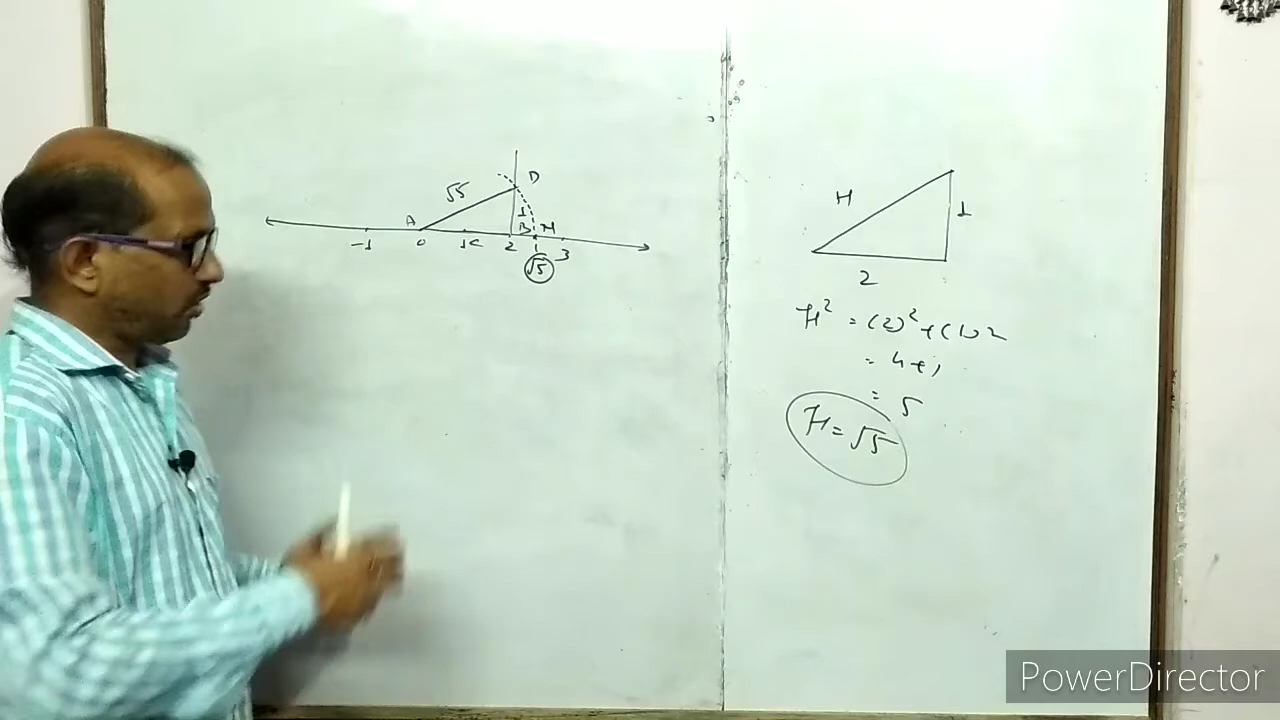 √5 D
A 1 B M
-1 0 1 C 2 3
√5
H 1
2
H² = (2)² + (1)2
= 4+1
= 5
H = √5
PowerDirector